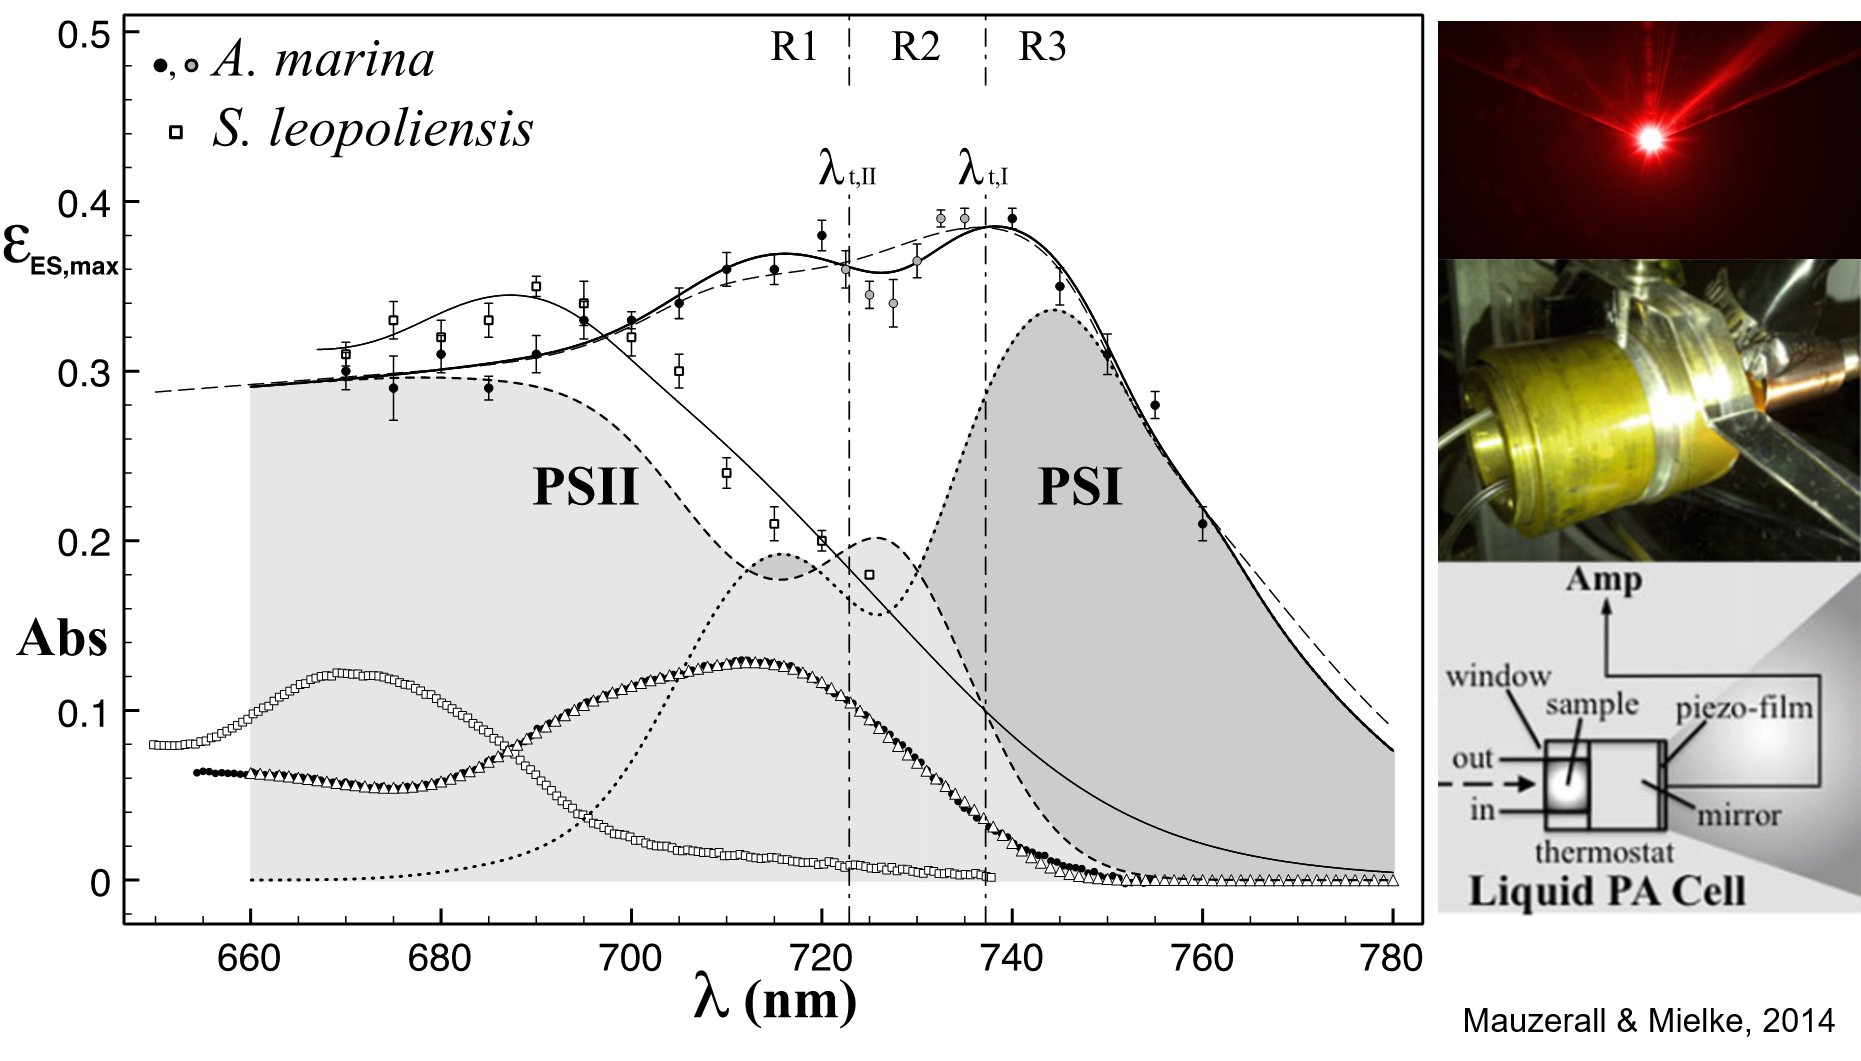 0.5
0.4
0.3
0.2
0.1
0
ε ES,max
Abs
●, ● A. marina
□ S. leopoliensis
R1 R2 R3
λt,II λt,I
PSII PSI
660 680 700 720 740 760 780
λ (nm)
Amp
window
sample
piezo-film
out
in
mirror
thermostat
Liquid PA Cell
Mauzerall & Mielke, 2014